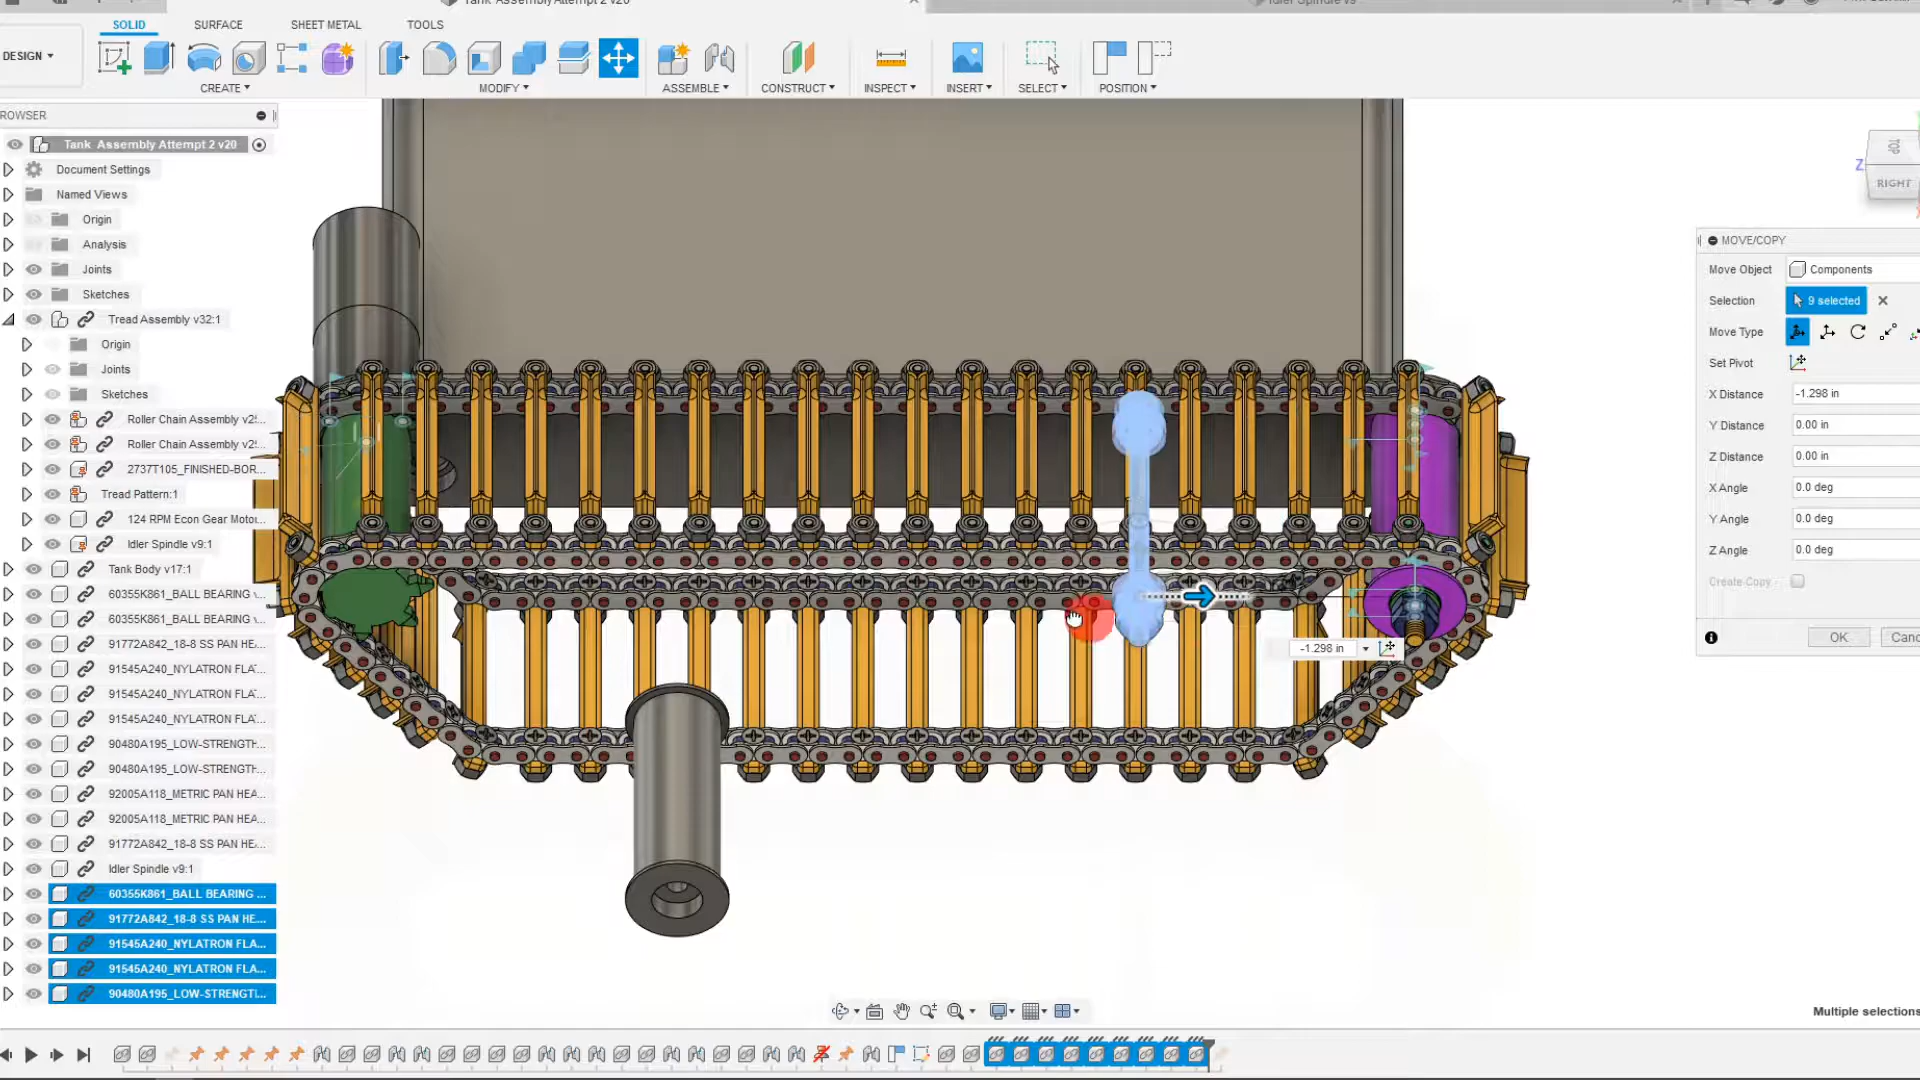 Tank Assembly Attempt 2 v20
Idler Spindle v9
SOLID
SURFACE
SHEET METAL
TOOLS
DESIGN
CREATE
MODIFY
ASSEMBLE
CONSTRUCT
INSPECT
INSERT
SELECT
POSITION
ROWSER
Tank Assembly Attempt 2 v20
Document Settings
Named Views
Origin
Analysis
Joints
Sketches
Tread Assembly v32:1
Origin
Joints
Sketches
Roller Chain Assembly v2!...
Roller Chain Assembly v2!...
2737T105_FINISHED-BOR...
Tread Pattern:1
124 RPM Econ Gear Motor...
Idler Spindle v9:1
Tank Body v17:1
60355K861_BALL BEARING
60355K861_BALL BEARING
91772A842_18-8 SS PAN HE...
91545A240_NYLATRON FLA...
91545A240_NYLATRON FLA...
91545A240_NYLATRON FLA...
90480A195_LOW-STRENGTH...
90480A195_LOW-STRENGTH...
92005A118_METRIC PAN HEA...
92005A118_METRIC PAN HEA...
91772A842_18-8 SS PAN HE...
Idler Spindle v9:1
60355K861_BALL BEARING ...
91772A842_18-8 SS PAN HE...
91545A240_NYLATRON FLA...
91545A240_NYLATRON FLA...
90480A195_LOW-STRENGTI...
TOP
Z
RIGHT
MOVE/COPY
Move Object
Components
Selection
9 selected
Move Type
Set Pivot
X Distance
-1.298 in
Y Distance
0.00 in
Z Distance
0.00 in
X Angle
0.0 deg
Y Angle
0.0 deg
Z Angle
0.0 deg
Create Copy
OK
Canc
-1.298 in
Multiple selections